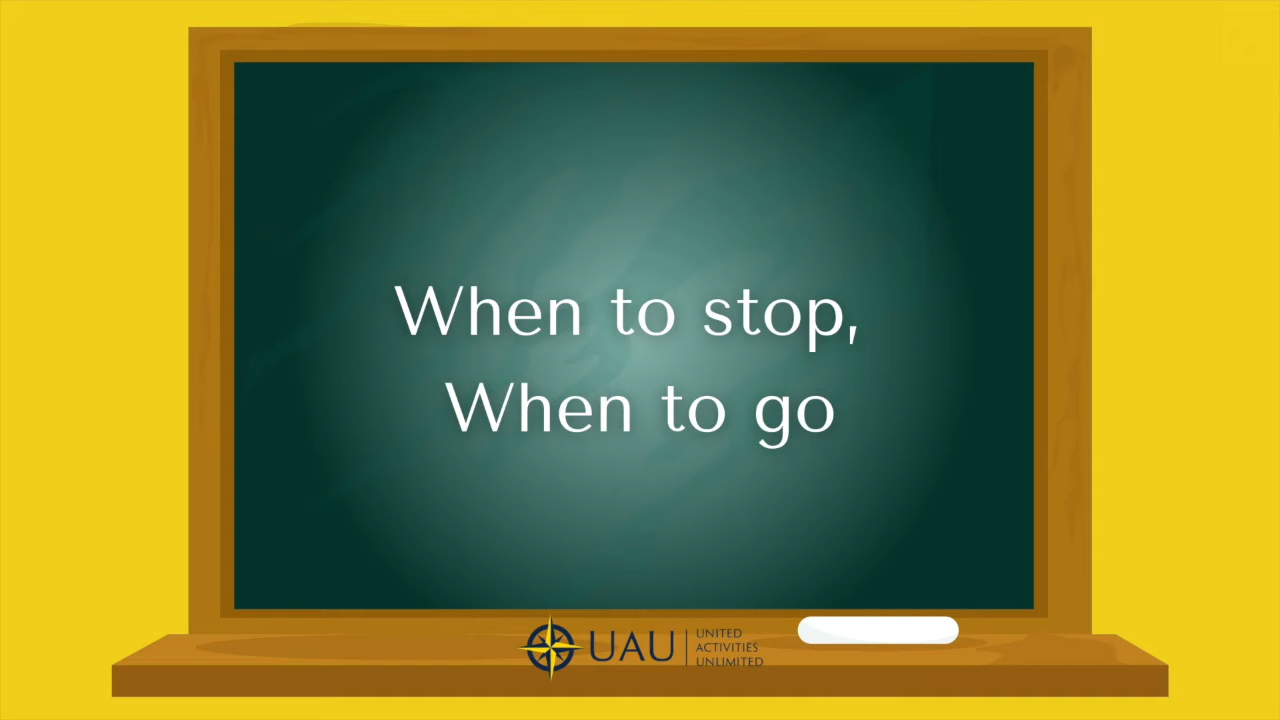 When to stop,
When to go
UAU
UNITED
ACTIVITIES
UNLIMITED